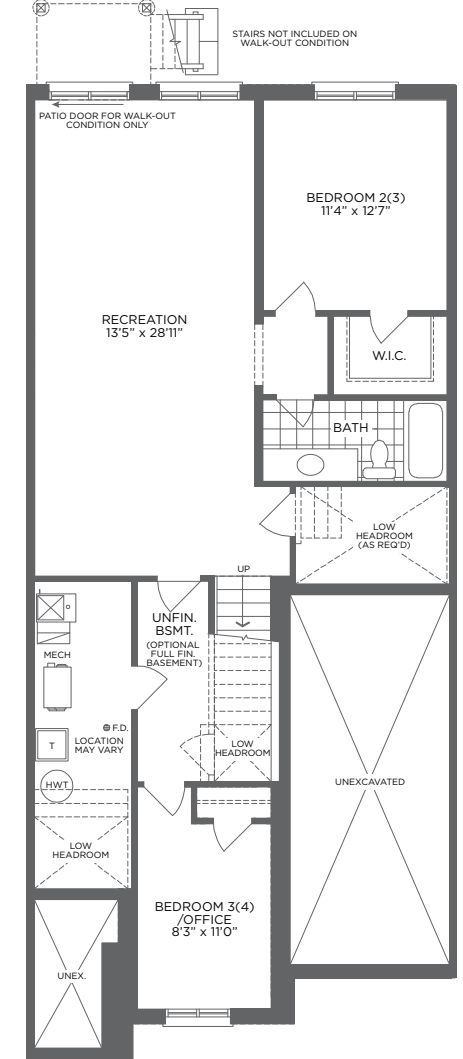 STAIRS NOT INCLUDED ON
WALK-OUT CONDITION
PATIO DOOR FOR WALK-OUT
CONDITION ONLY
BEDROOM 2(3)
11'4” x 12'7”
RECREATION
13'5” x 28'11”
W.I.C.
BATH
LOW
HEADROOM
(AS REQ'D)
UP
UNFIN.
BSMT.
(OPTIONAL
FULL FIN.
BASEMENT)
MECH
F.D.
T
LOCATION
MAY VARY
LOW
HEADROOM
HWT
UNEXCAVATED
LOW
HEADROOM
BEDROOM 3(4)
/OFFICE
8'3” x 11'0”
UNEX.